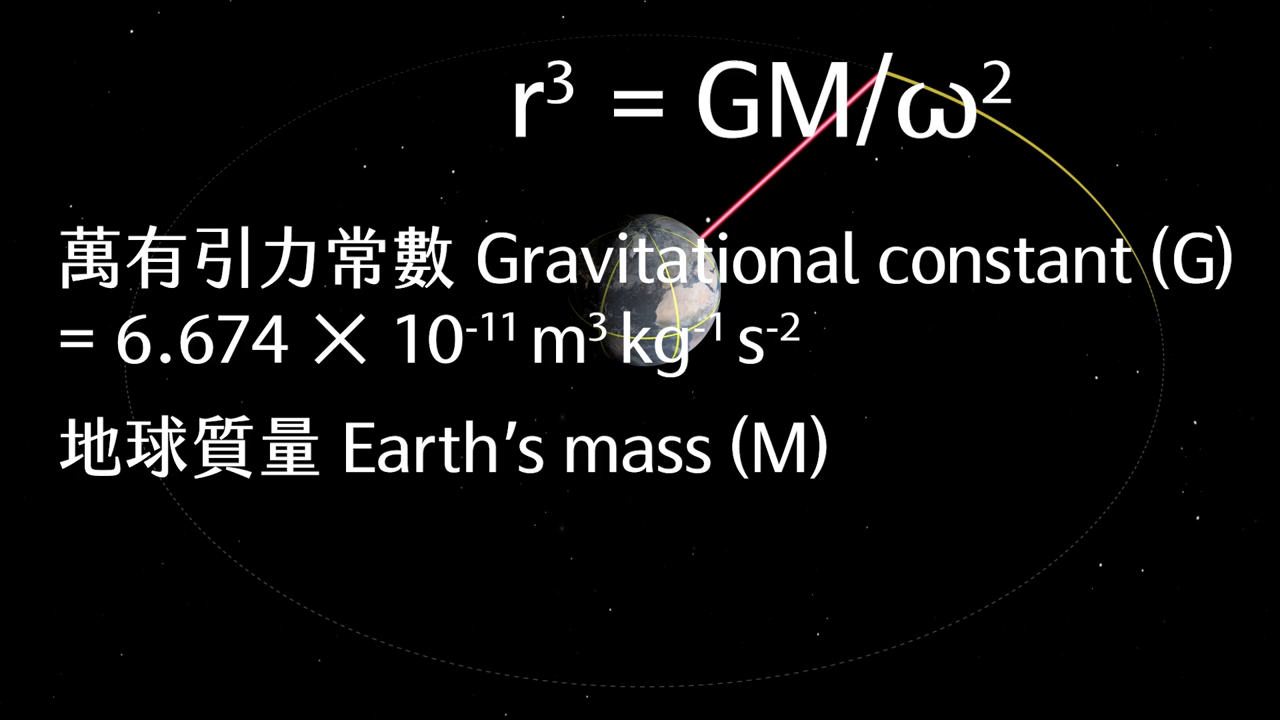 r³ = GM/ω²
萬有引力常數 Gravitational constant (G)
= 6.674 × 10⁻¹¹ m³ kg⁻¹ s⁻²
地球質量 Earth’s mass (M)